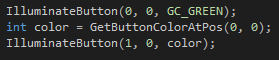 IlluminateButton(0, 0, GC_GREEN);
int color = GetButtonColorAtPos(0, 0);
IlluminateButton(1, 0, color);